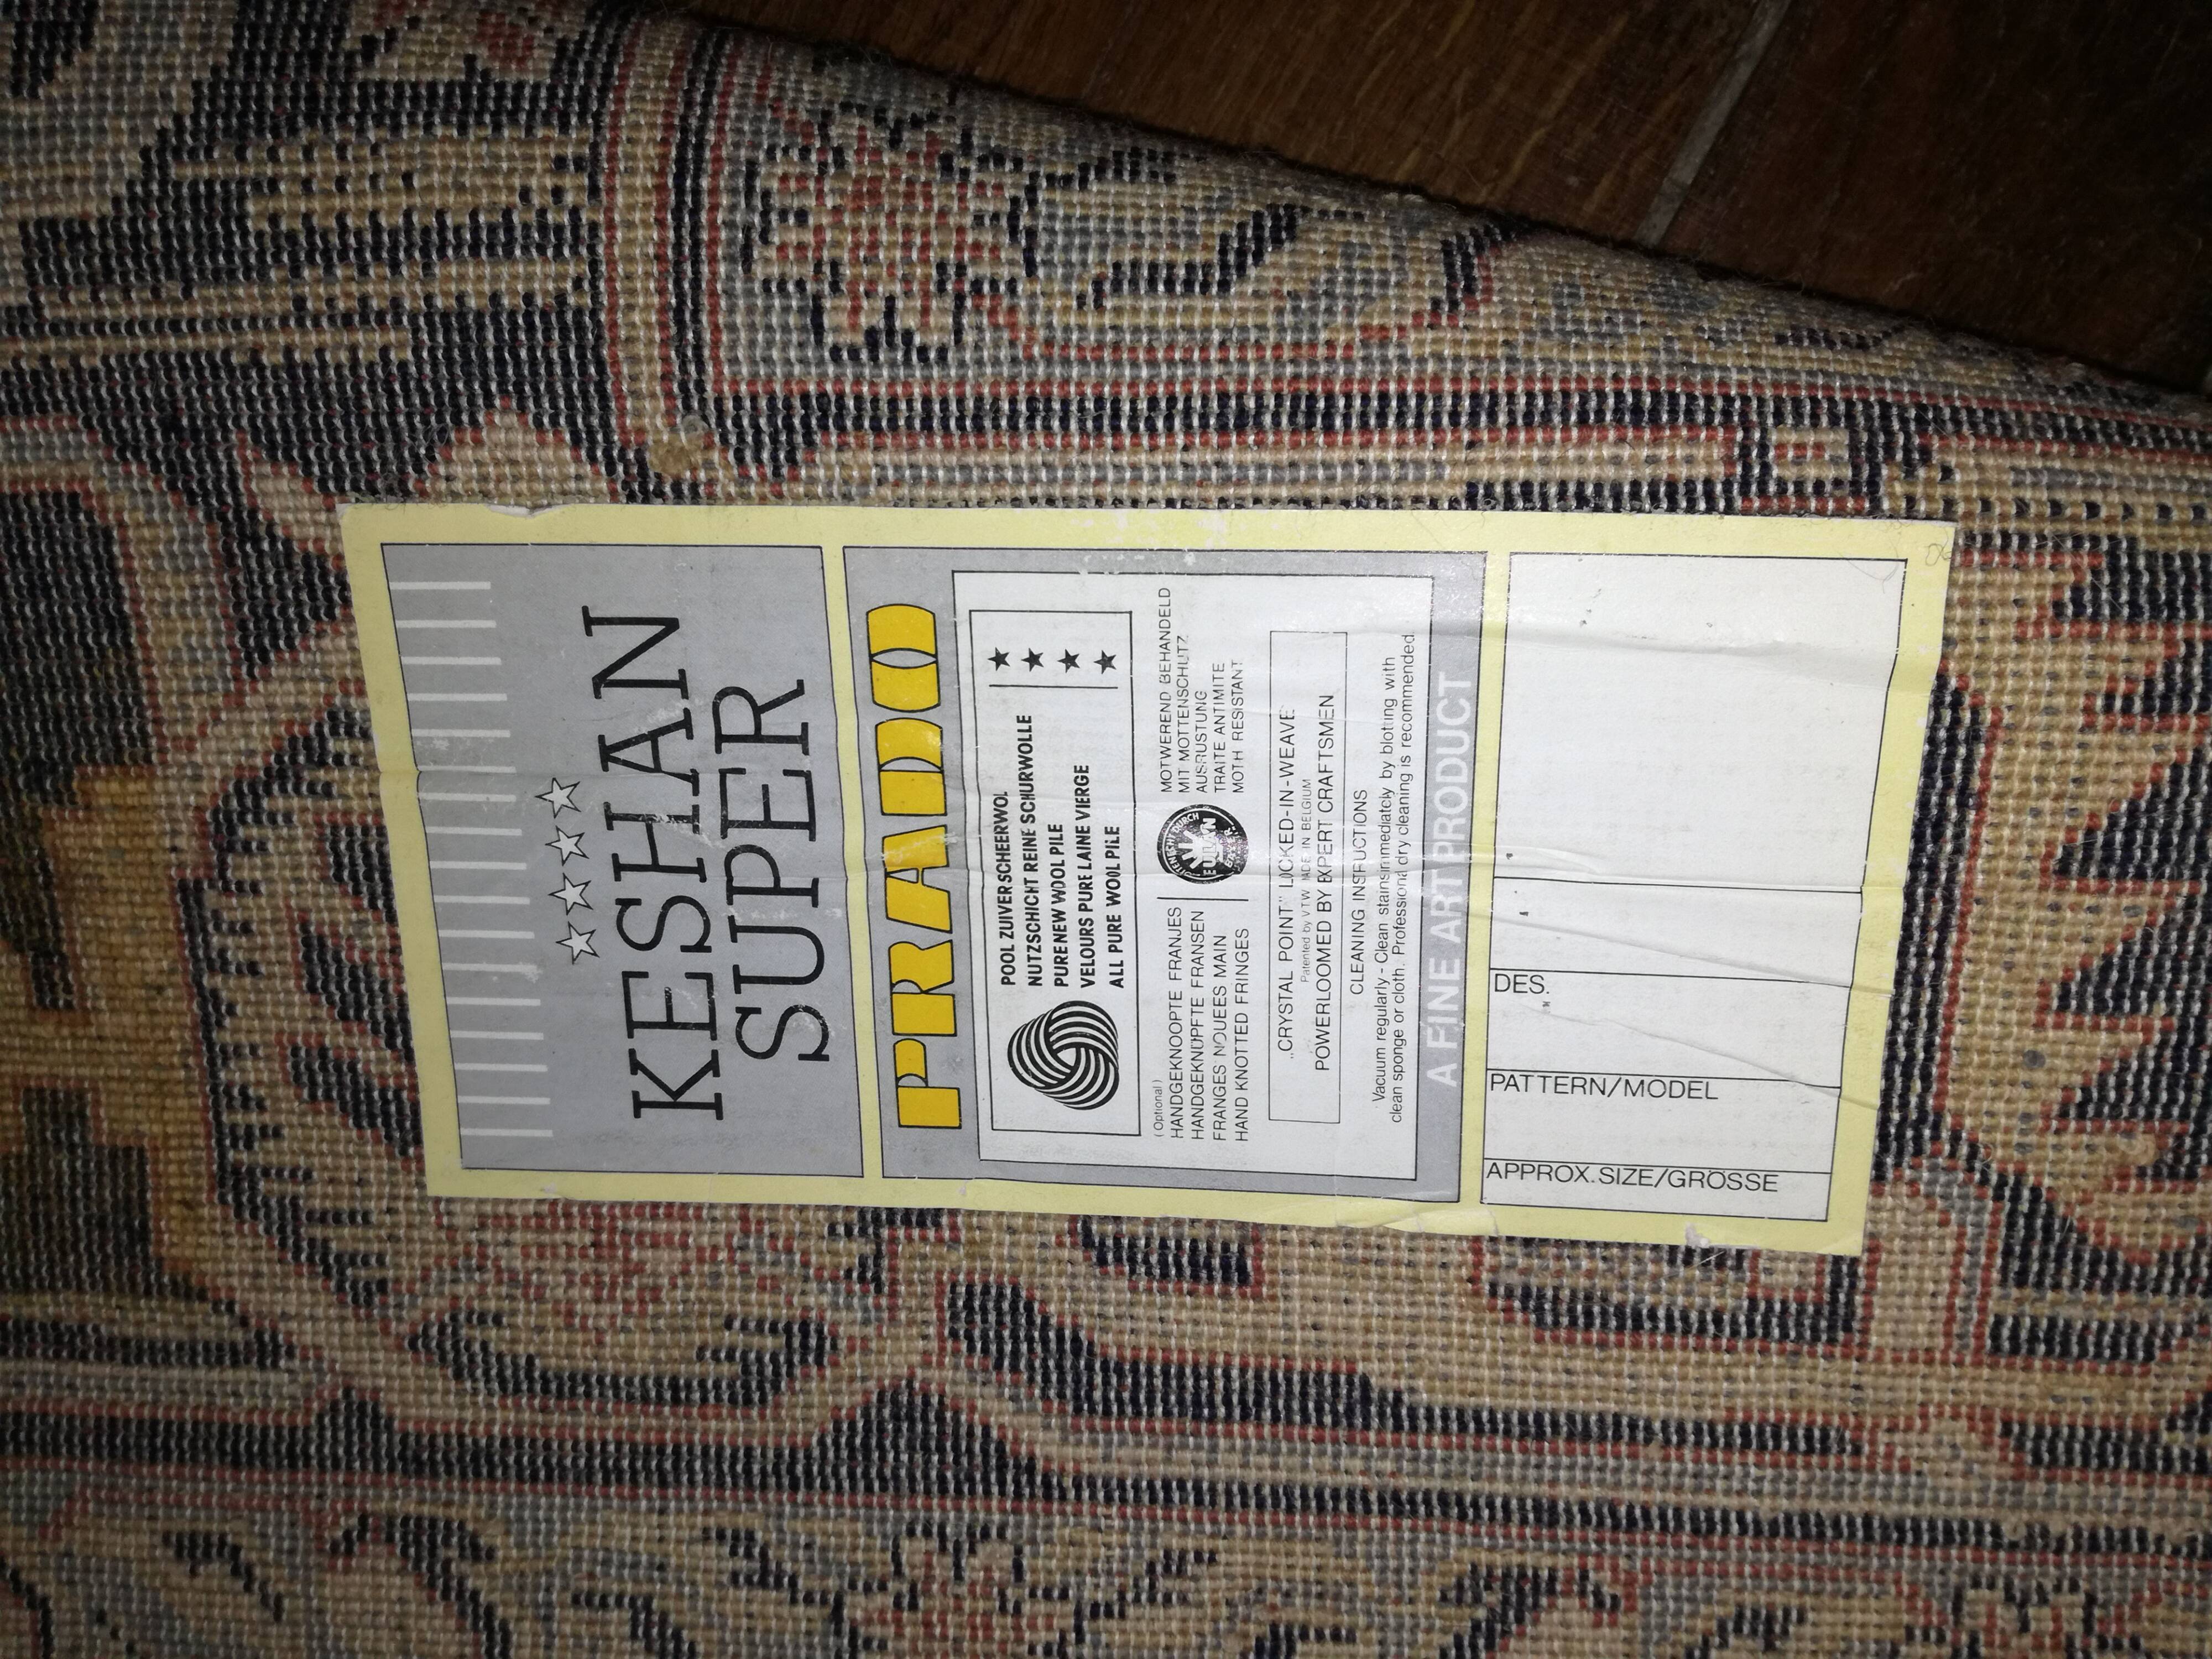 KESHAN
SUPER
PRADO
POOL ZUIVER SCHEERWOL
NUTZSCHICHT REINE SCHURWOLLE
PURE NEW WOOL PILE
VELOURS PURE LAINE VIERGE
ALL PURE WOOL PILE
(Optional)
HANDGEKNOOPTE FRANJES
HANDGEKNÜPFTE FRANSEN
FRANGES NOUEES MAIN
HAND KNOTTED FRINGES
DURCH
EULAN
BAYER
MOTWEREND BEHANDELD
MIT MOTTENSCHUTZ
AUSRUSTUNG
TRAITE ANTIMITE
MOTH RESISTANT
„CRYSTAL POINT" LOCKED-IN-WEAVE
Patented by VTW MADE IN BELGIUM
POWERLOOMED BY EXPERT CRAFTSMEN
CLEANING INSTRUCTIONS
Vacuum regularly - Clean stains immediately by blotting with
clean sponge or cloth. Professional dry cleaning is recommended.
A FINE ART PRODUCT
DES.
PATTERN/MODEL
APPROX. SIZE/GRÖSSE